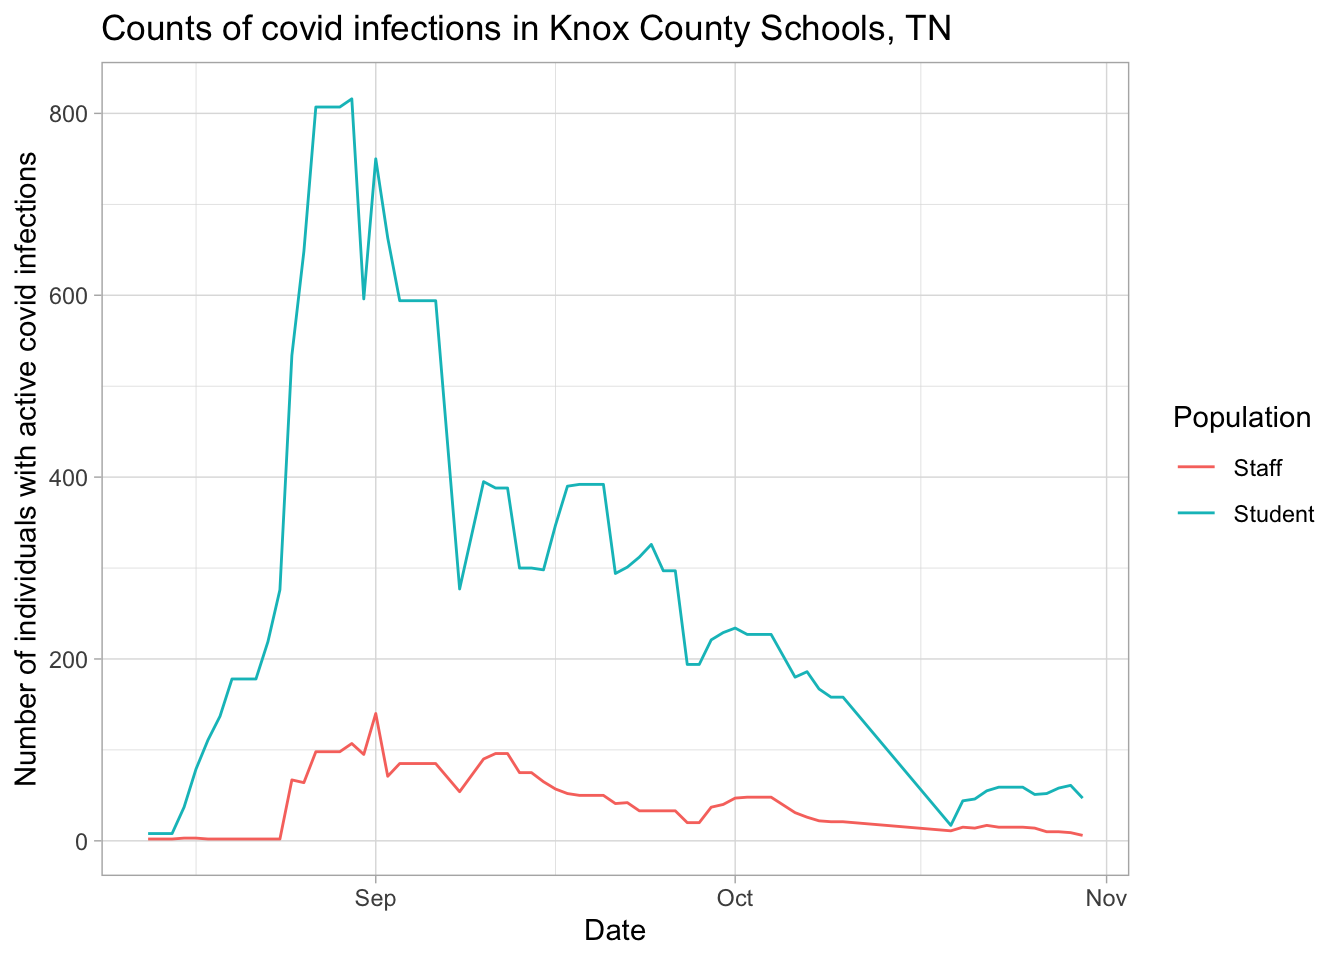 Counts of covid infections in Knox County Schools, TN
Number of individuals with active covid infections
800
600
400
200
0
Sep
Oct
Nov
Date
Population
Staff
Student